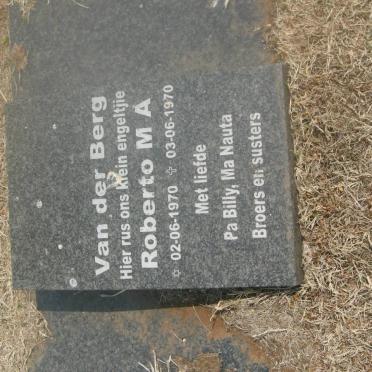 Van der Berg
Hier rus ons klein engeltjie
Roberto M A
✡ 02-06-1970 ✞ 03-06-1970
Met liefde
Pa Billy, Ma Nauta
Broers en susters